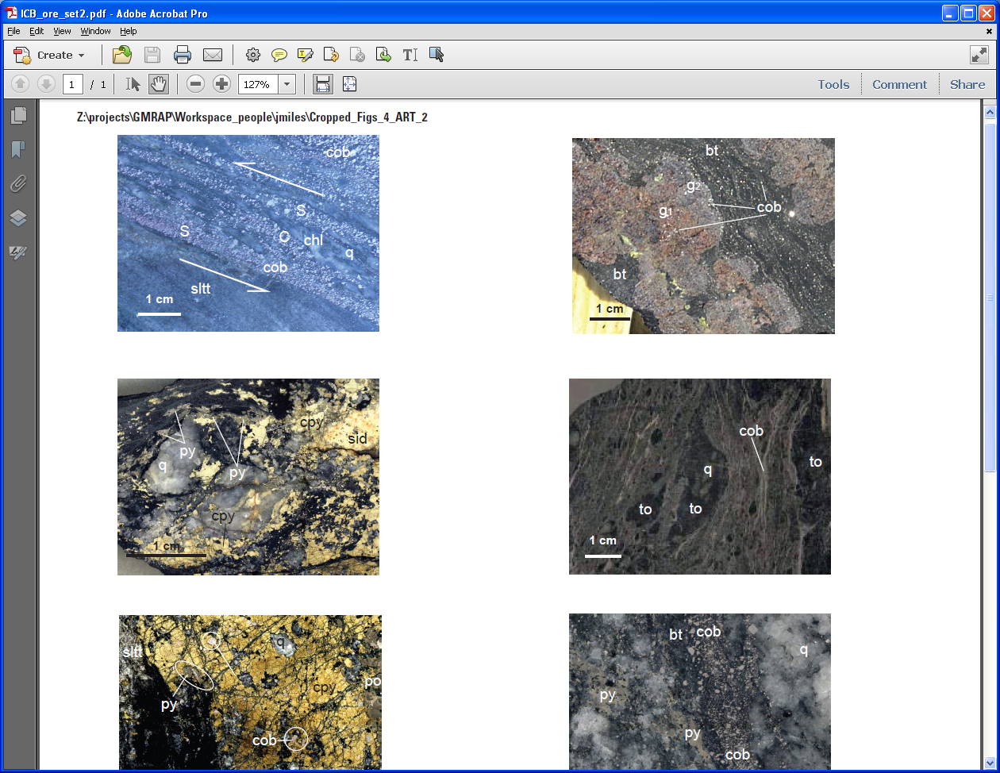 ICB_ore_set2.pdf - Adobe Acrobat Pro
File Edit View Window Help
Create
1 / 1 127% Tools Comment Share
Z:\projects\GMRAP\Workspace_people\jmiles\Cropped_Figs_4_ART_2
cob
S
S
C
chl
q
cob
sltt
1 cm
bt
g2
cob
g1
bt
1 cm
cpy
sid
py
q
py
cpy
1 cm
cob
to
q
to
to
1 cm
q
sltt
po
cpy
py
cob
bt
cob
q
py
py
cob